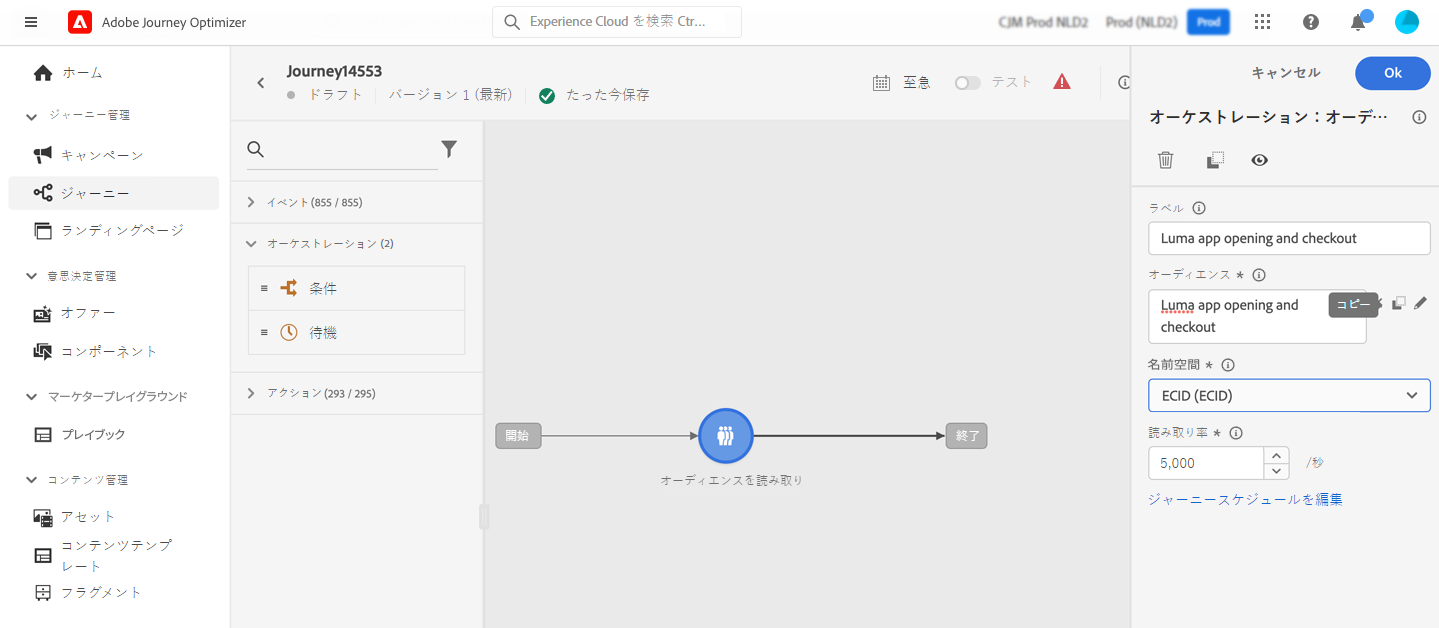 Adobe Journey Optimizer
Experience Cloud を検索 Ctr...
CJM Prod NLD2
Prod (NLD2)
Prod
ホーム
ジャーニー管理
キャンペーン
ジャーニー
ランディングページ
意思決定管理
オファー
コンポーネント
マーケタープレイグラウンド
プレイブック
コンテンツ管理
アセット
コンテンツテンプ
レート
フラグメント
Journey14553
ドラフト
バージョン 1 (最新)
たった今保存
至急
テスト
イベント (855 / 855)
オーケストレーション (2)
条件
待機
アクション (293 / 295)
開始
終了
オーディエンスを読み取り
キャンセル
Ok
オーケストレーション：オーデ...
ラベル
Luma app opening and checkout
オーディエンス *
Luma app opening and
checkout
コピー
名前空間 *
ECID (ECID)
読み取り率 *
5,000
/秒
ジャーニースケジュールを編集